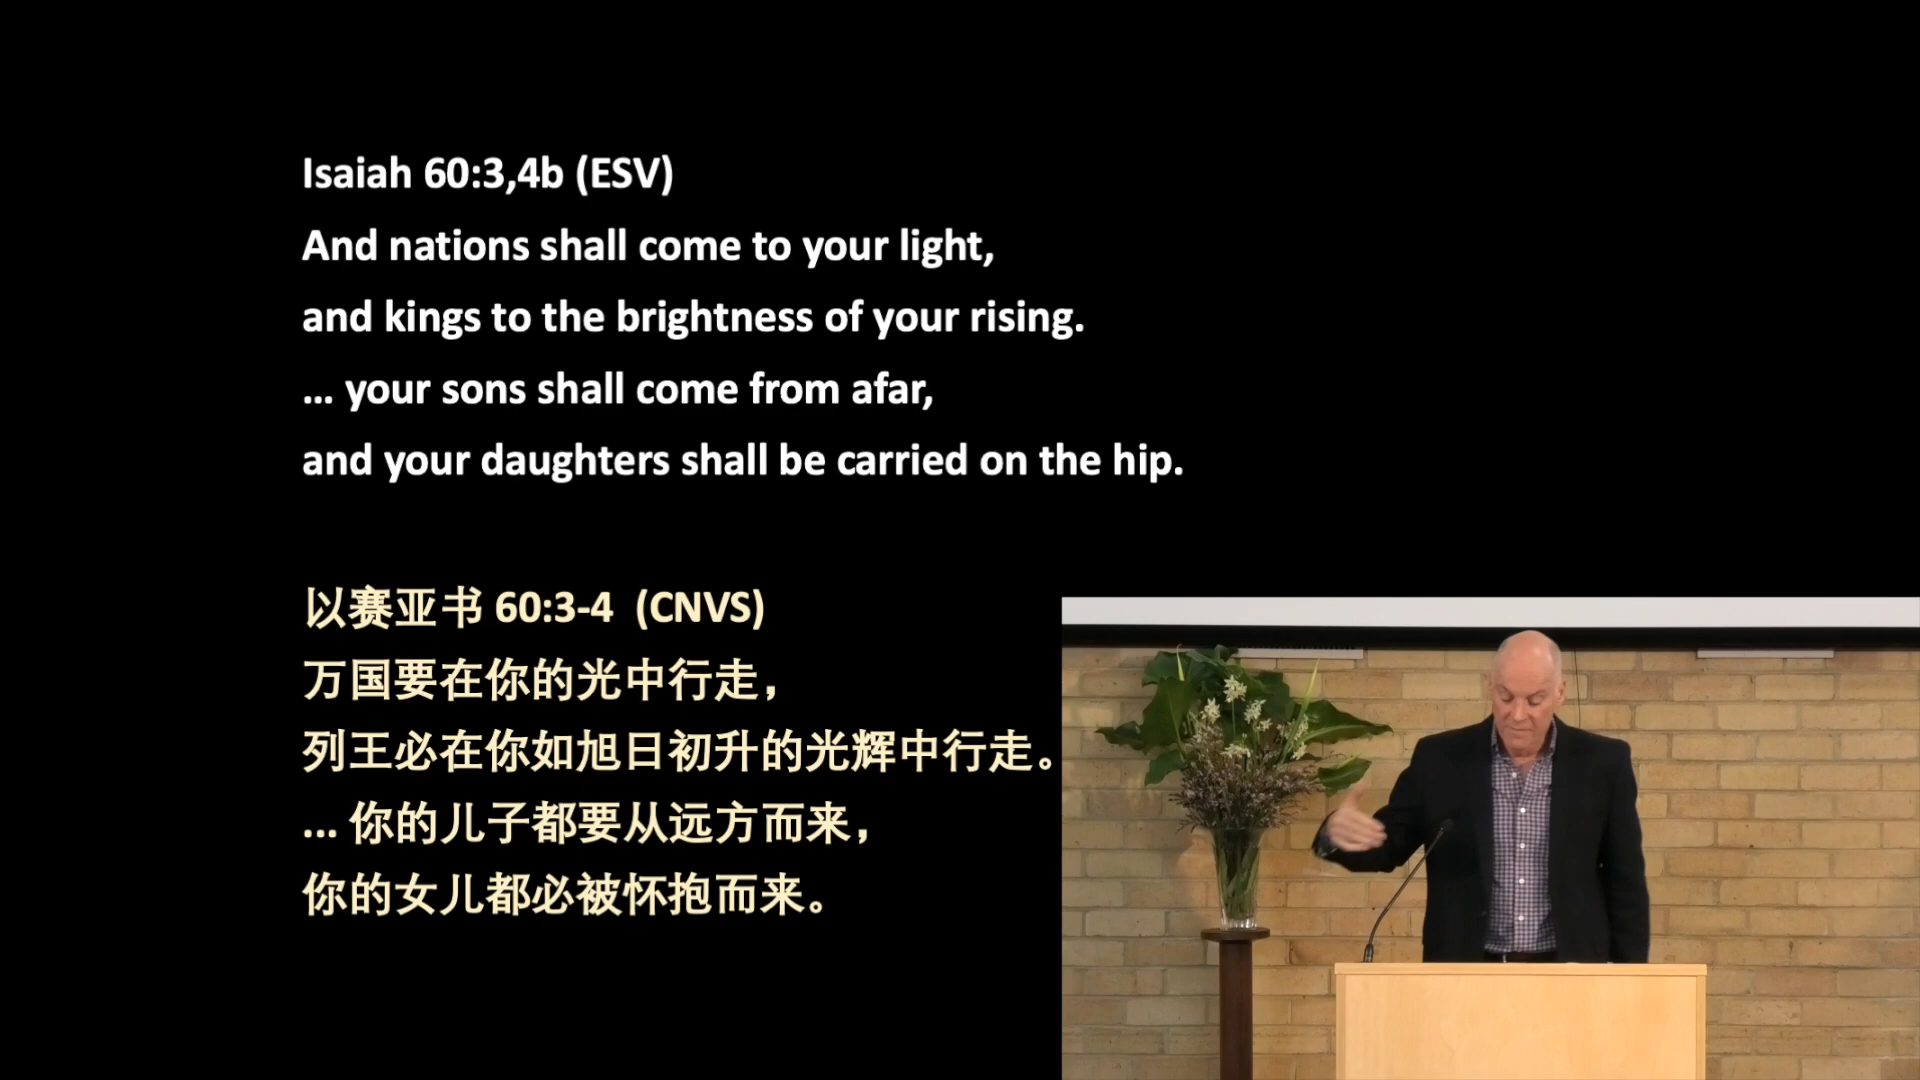 Isaiah 60:3,4b (ESV)
And nations shall come to your light,
and kings to the brightness of your rising.
... your sons shall come from afar,
and your daughters shall be carried on the hip.
以赛亚书 60:3-4 (CNVS)
万国要在你的光中行走，
列王必在你如旭日初升的光辉中行走。
... 你的儿子都要从远方而来，
你的女儿都必被怀抱而来。